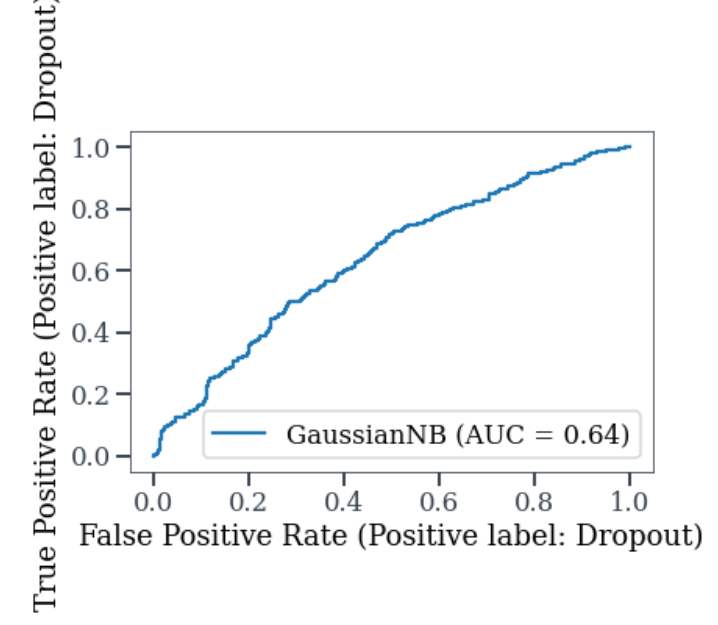 True Positive Rate (Positive label: Dropout)
1.0
0.8
0.6
0.4
0.2
0.0
GaussianNB (AUC = 0.64)
0.0 0.2 0.4 0.6 0.8 1.0
False Positive Rate (Positive label: Dropout)